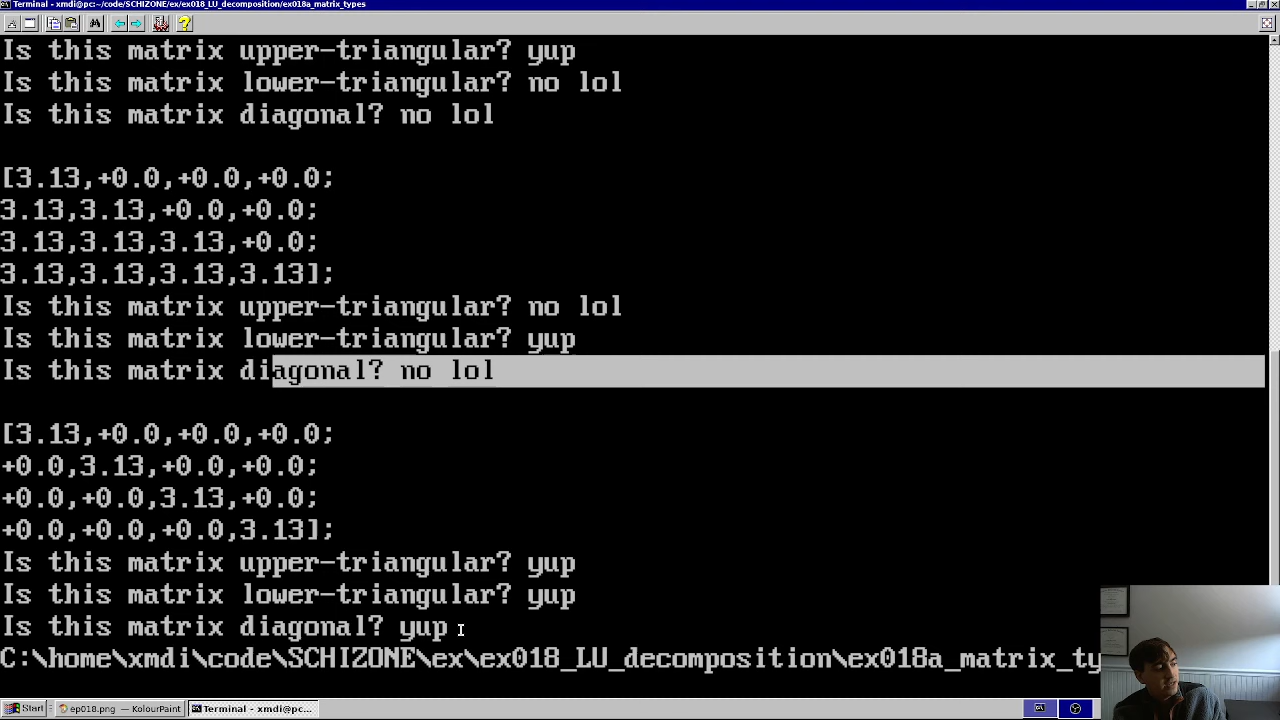 Terminal - xmdi@pc:~/code/SCHIZONE/ex/ex018_LU_decomposition/ex018a_matrix_types
Is this matrix upper-triangular? yup
Is this matrix lower-triangular? no lol
Is this matrix diagonal? no lol
[3.13,+0.0,+0.0,+0.0;
3.13,3.13,+0.0,+0.0;
3.13,3.13,3.13,+0.0;
3.13,3.13,3.13,3.13];
Is this matrix upper-triangular? no lol
Is this matrix lower-triangular? yup
Is this matrix diagonal? no lol
[3.13,+0.0,+0.0,+0.0;
+0.0,3.13,+0.0,+0.0;
+0.0,+0.0,3.13,+0.0;
+0.0,+0.0,+0.0,3.13];
Is this matrix upper-triangular? yup
Is this matrix lower-triangular? yup
Is this matrix diagonal? yup
C:\home\xmdi\code\SCHIZONE\ex\ex018_LU_decomposition\ex018a_matrix_ty
Start
ep018.png — KolourPaint
Terminal - xmdi@pc...